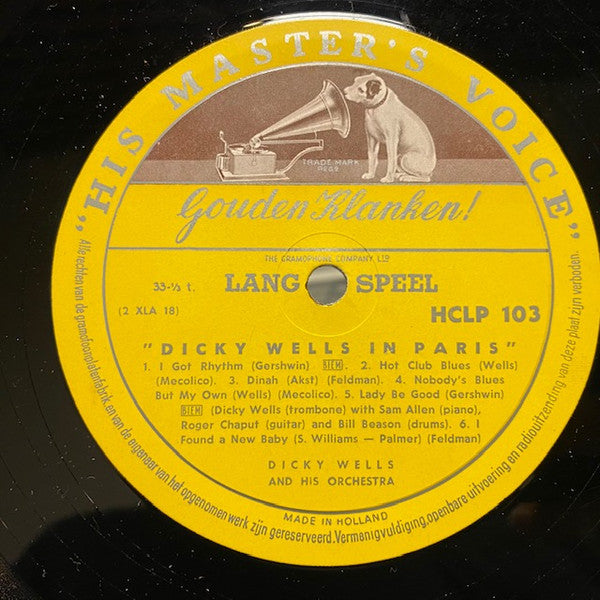 "HIS MASTER'S VOICE"
TRADE MARK
REGD
Gouden Klanken!
THE GRAMOPHONE COMPANY, LTD
33-⅓ t. LANG SPEEL
(2 XLA 18) HCLP 103
"DICKY WELLS IN PARIS"
1. I Got Rhythm (Gershwin) BIEM. 2. Hot Club Blues (Wells)
(Mecolico). 3. Dinah (Akst) (Feldman). 4. Nobody's Blues
But My Own (Wells) (Mecolico). 5. Lady Be Good (Gershwin)
BIEM (Dicky Wells (trombone) with Sam Allen (piano),
Roger Chaput (guitar) and Bill Beason (drums). 6. I
Found a New Baby (S. Williams — Palmer) (Feldman)
DICKY WELLS
AND HIS ORCHESTRA
MADE IN HOLLAND
Alle rechten van de gramofoonplatenfabrikant en van de eigenaar van het opgenomen werk zijn gereserveerd. Vermenigvuldiging, openbare uitvoering en radiouitzending van deze plaat zijn verboden.